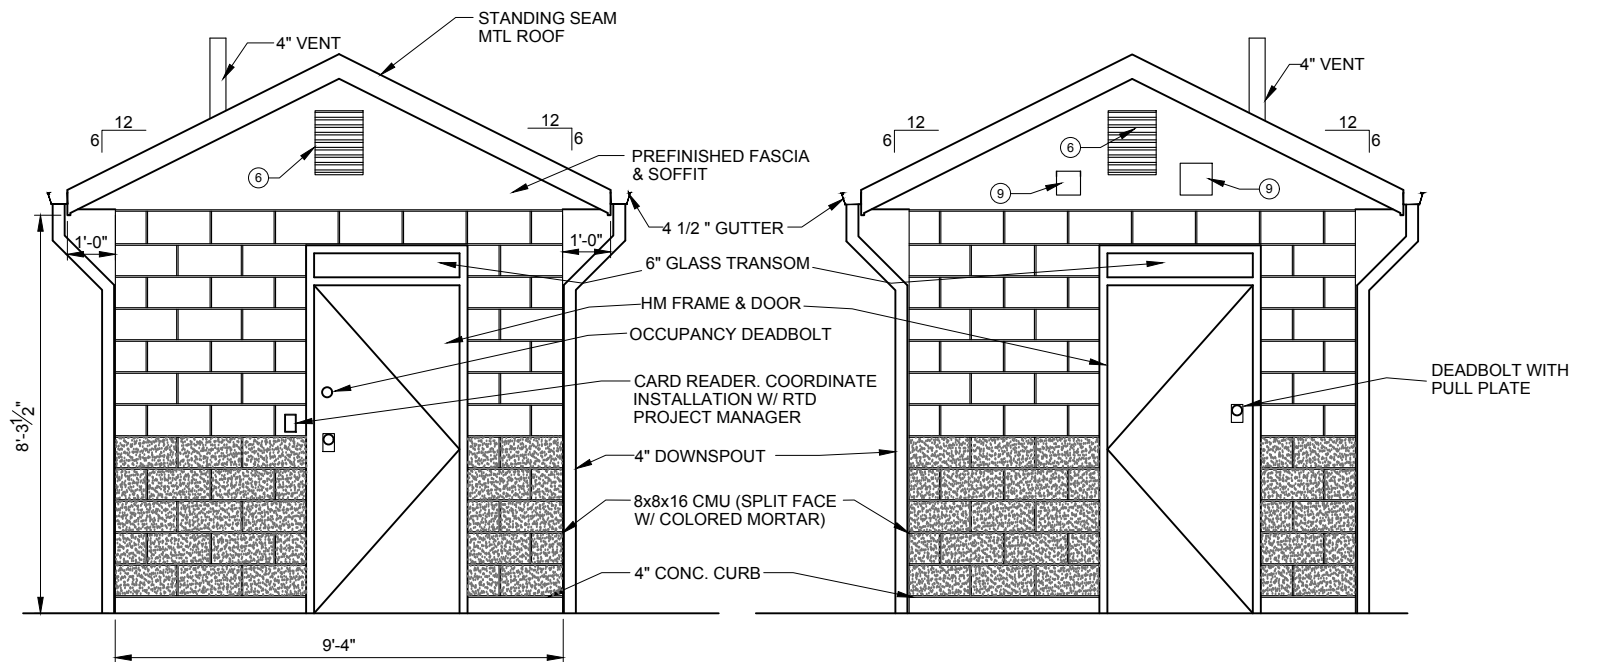 STANDING SEAM
MTL ROOF
4" VENT
4" VENT
12
6
12
6
12
6
12
6
6
6
9
9
PREFINISHED FASCIA
& SOFFIT
4 1/2 " GUTTER
1'-0"
1'-0"
6" GLASS TRANSOM
HM FRAME & DOOR
OCCUPANCY DEADBOLT
CARD READER. COORDINATE
INSTALLATION W/ RTD
PROJECT MANAGER
DEADBOLT WITH
PULL PLATE
8'-3 1/2"
4" DOWNSPOUT
8x8x16 CMU (SPLIT FACE
W/ COLORED MORTAR)
4" CONC. CURB
9'-4"